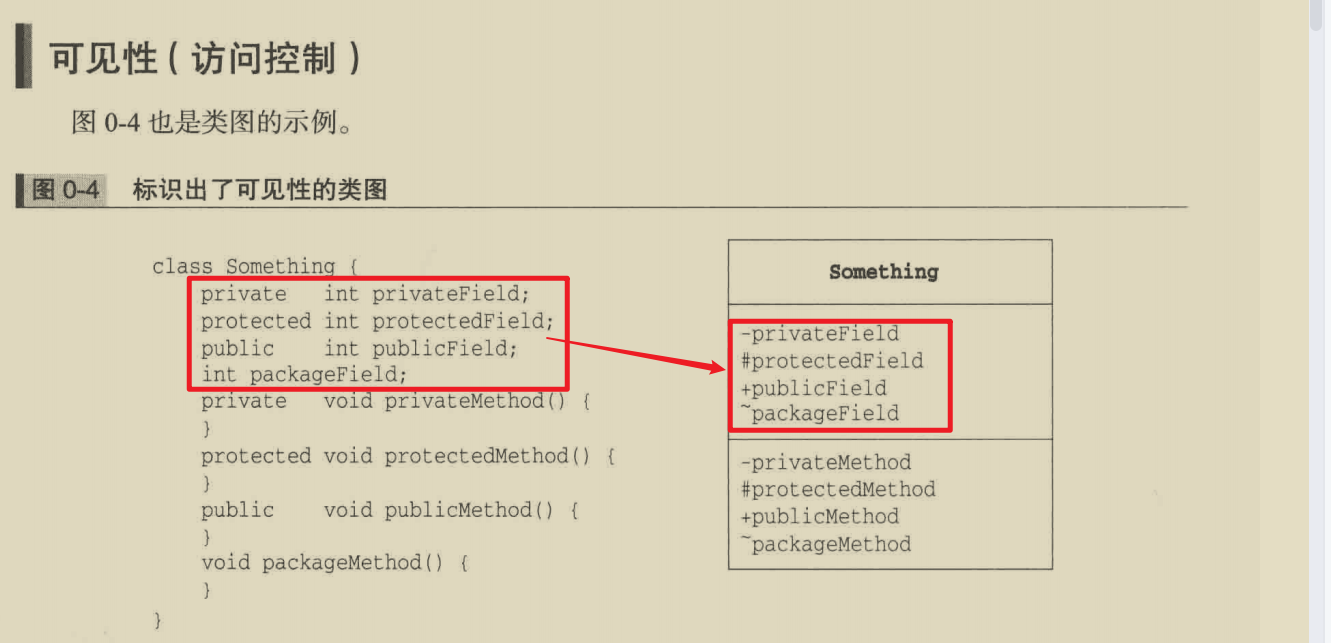 可见性（访问控制）
图 0-4 也是类图的示例。
图 0-4 标识出了可见性的类图
class Something {
private int privateField;
protected int protectedField;
public int publicField;
int packageField;
private void privateMethod() {
}
protected void protectedMethod() {
}
public void publicMethod() {
}
void packageMethod() {
}
}
Something
-privateField
#protectedField
+publicField
~packageField
-privateMethod
#protectedMethod
+publicMethod
~packageMethod